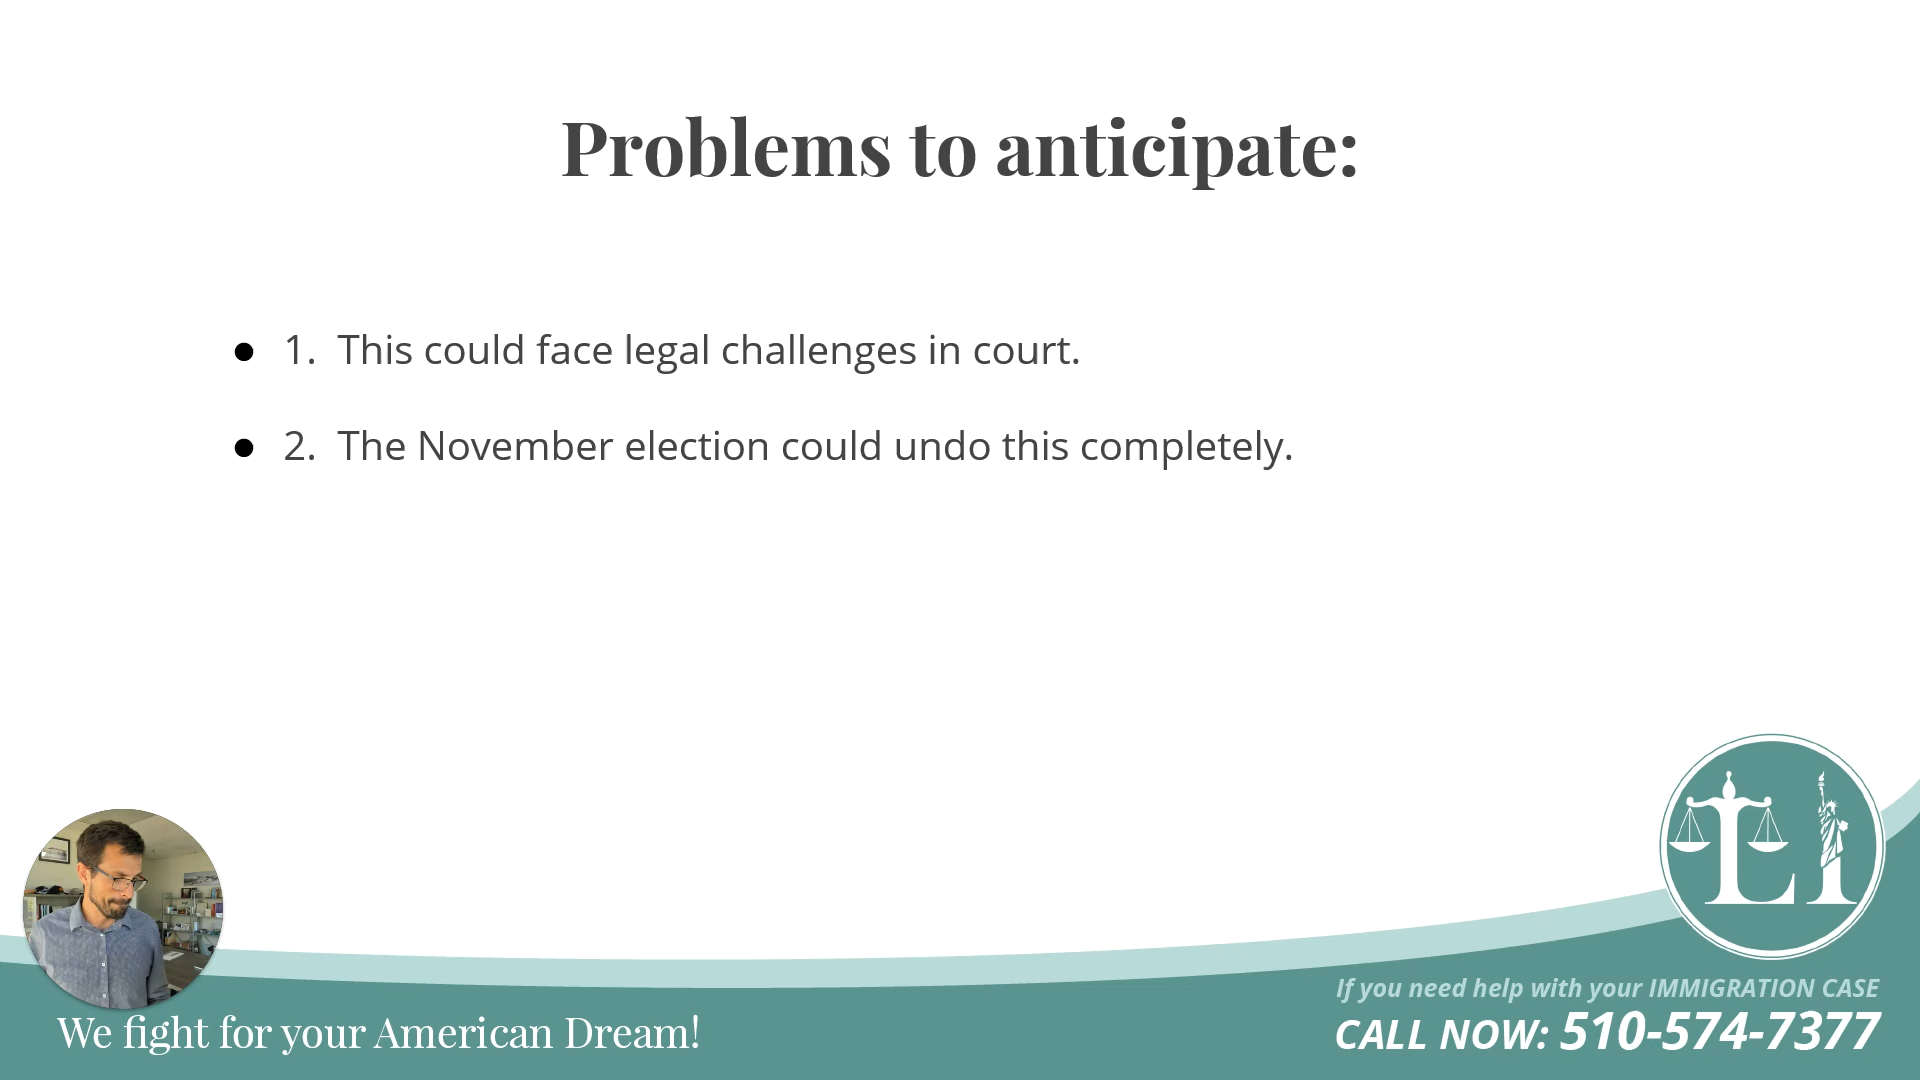 Problems to anticipate:
● 1. This could face legal challenges in court.
● 2. The November election could undo this completely.
LI
If you need help with your IMMIGRATION CASE
We fight for your American Dream!
CALL NOW: 510-574-7377